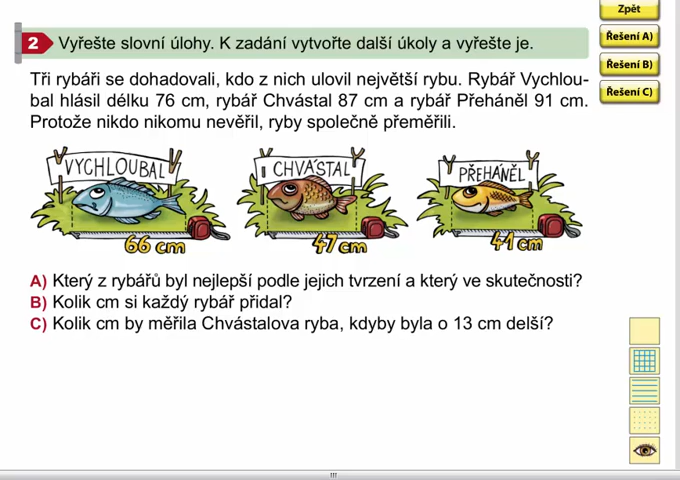 Zpět
2 Vyřešte slovní úlohy. K zadání vytvořte další úkoly a vyřešte je.
Řešení A)
Řešení B)
Řešení C)
Tři rybáři se dohadovali, kdo z nich ulovil největší rybu. Rybář Vychlou-
bal hlásil délku 76 cm, rybář Chvástal 87 cm a rybář Přeháněl 91 cm.
Protože nikdo nikomu nevěřil, ryby společně přeměřili.
VYCHLOUBAL CHVÁSTAL PŘEHÁNĚL
66 cm 47 cm 41 cm
A) Který z rybářů byl nejlepší podle jejich tvrzení a který ve skutečnosti?
B) Kolik cm si každý rybář přidal?
C) Kolik cm by měřila Chvástalova ryba, kdyby byla o 13 cm delší?